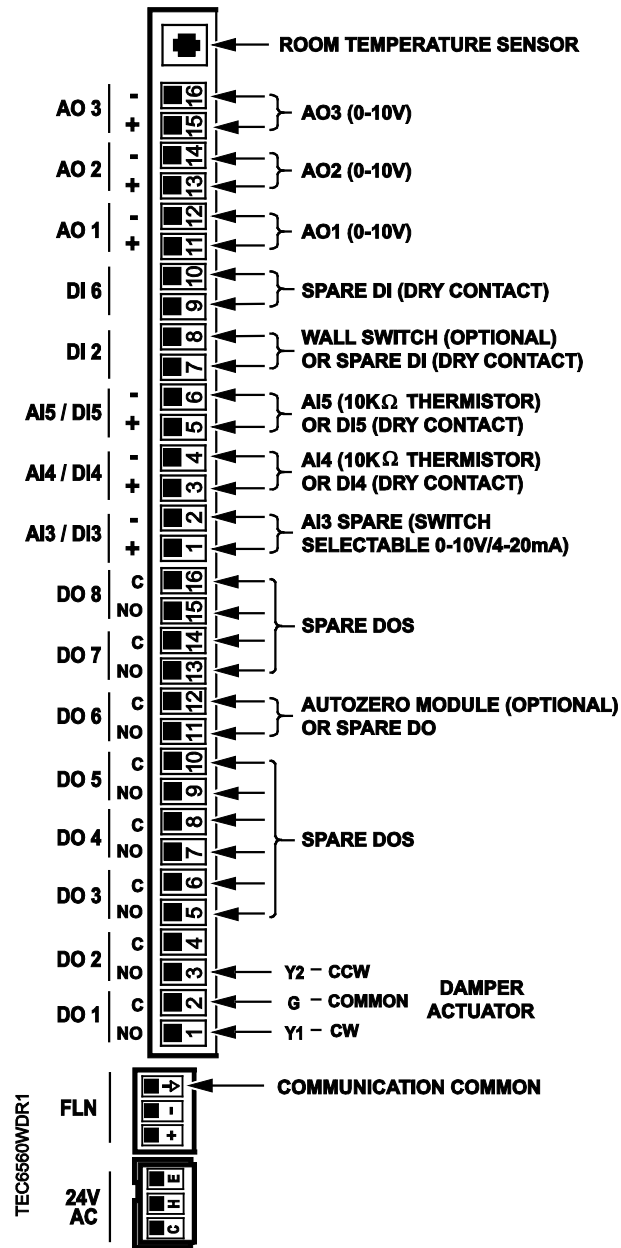 ROOM TEMPERATURE SENSOR
AO 3
-
16
+
15
AO3 (0-10V)
AO 2
-
14
+
13
AO2 (0-10V)
AO 1
-
12
+
11
AO1 (0-10V)
DI 6
10
9
SPARE DI (DRY CONTACT)
DI 2
8
7
WALL SWITCH (OPTIONAL)
OR SPARE DI (DRY CONTACT)
AI5 / DI5
-
6
+
5
AI5 (10KΩ THERMISTOR)
OR DI5 (DRY CONTACT)
AI4 / DI4
-
4
+
3
AI4 (10KΩ THERMISTOR)
OR DI4 (DRY CONTACT)
AI3 / DI3
-
2
+
1
AI3 SPARE (SWITCH
SELECTABLE 0-10V/4-20mA)
DO 8
C
16
NO
15
DO 7
C
14
NO
13
SPARE DOS
DO 6
C
12
NO
11
AUTOZERO MODULE (OPTIONAL)
OR SPARE DO
DO 5
C
10
NO
9
DO 4
C
8
NO
7
DO 3
C
6
NO
5
SPARE DOS
DO 2
C
4
NO
3
Y2 – CCW
DO 1
C
2
G – COMMON
NO
1
Y1 – CW
DAMPER
ACTUATOR
FLN
-
+
COMMUNICATION COMMON
24V
AC
E
H
C
TEC6560WDR1